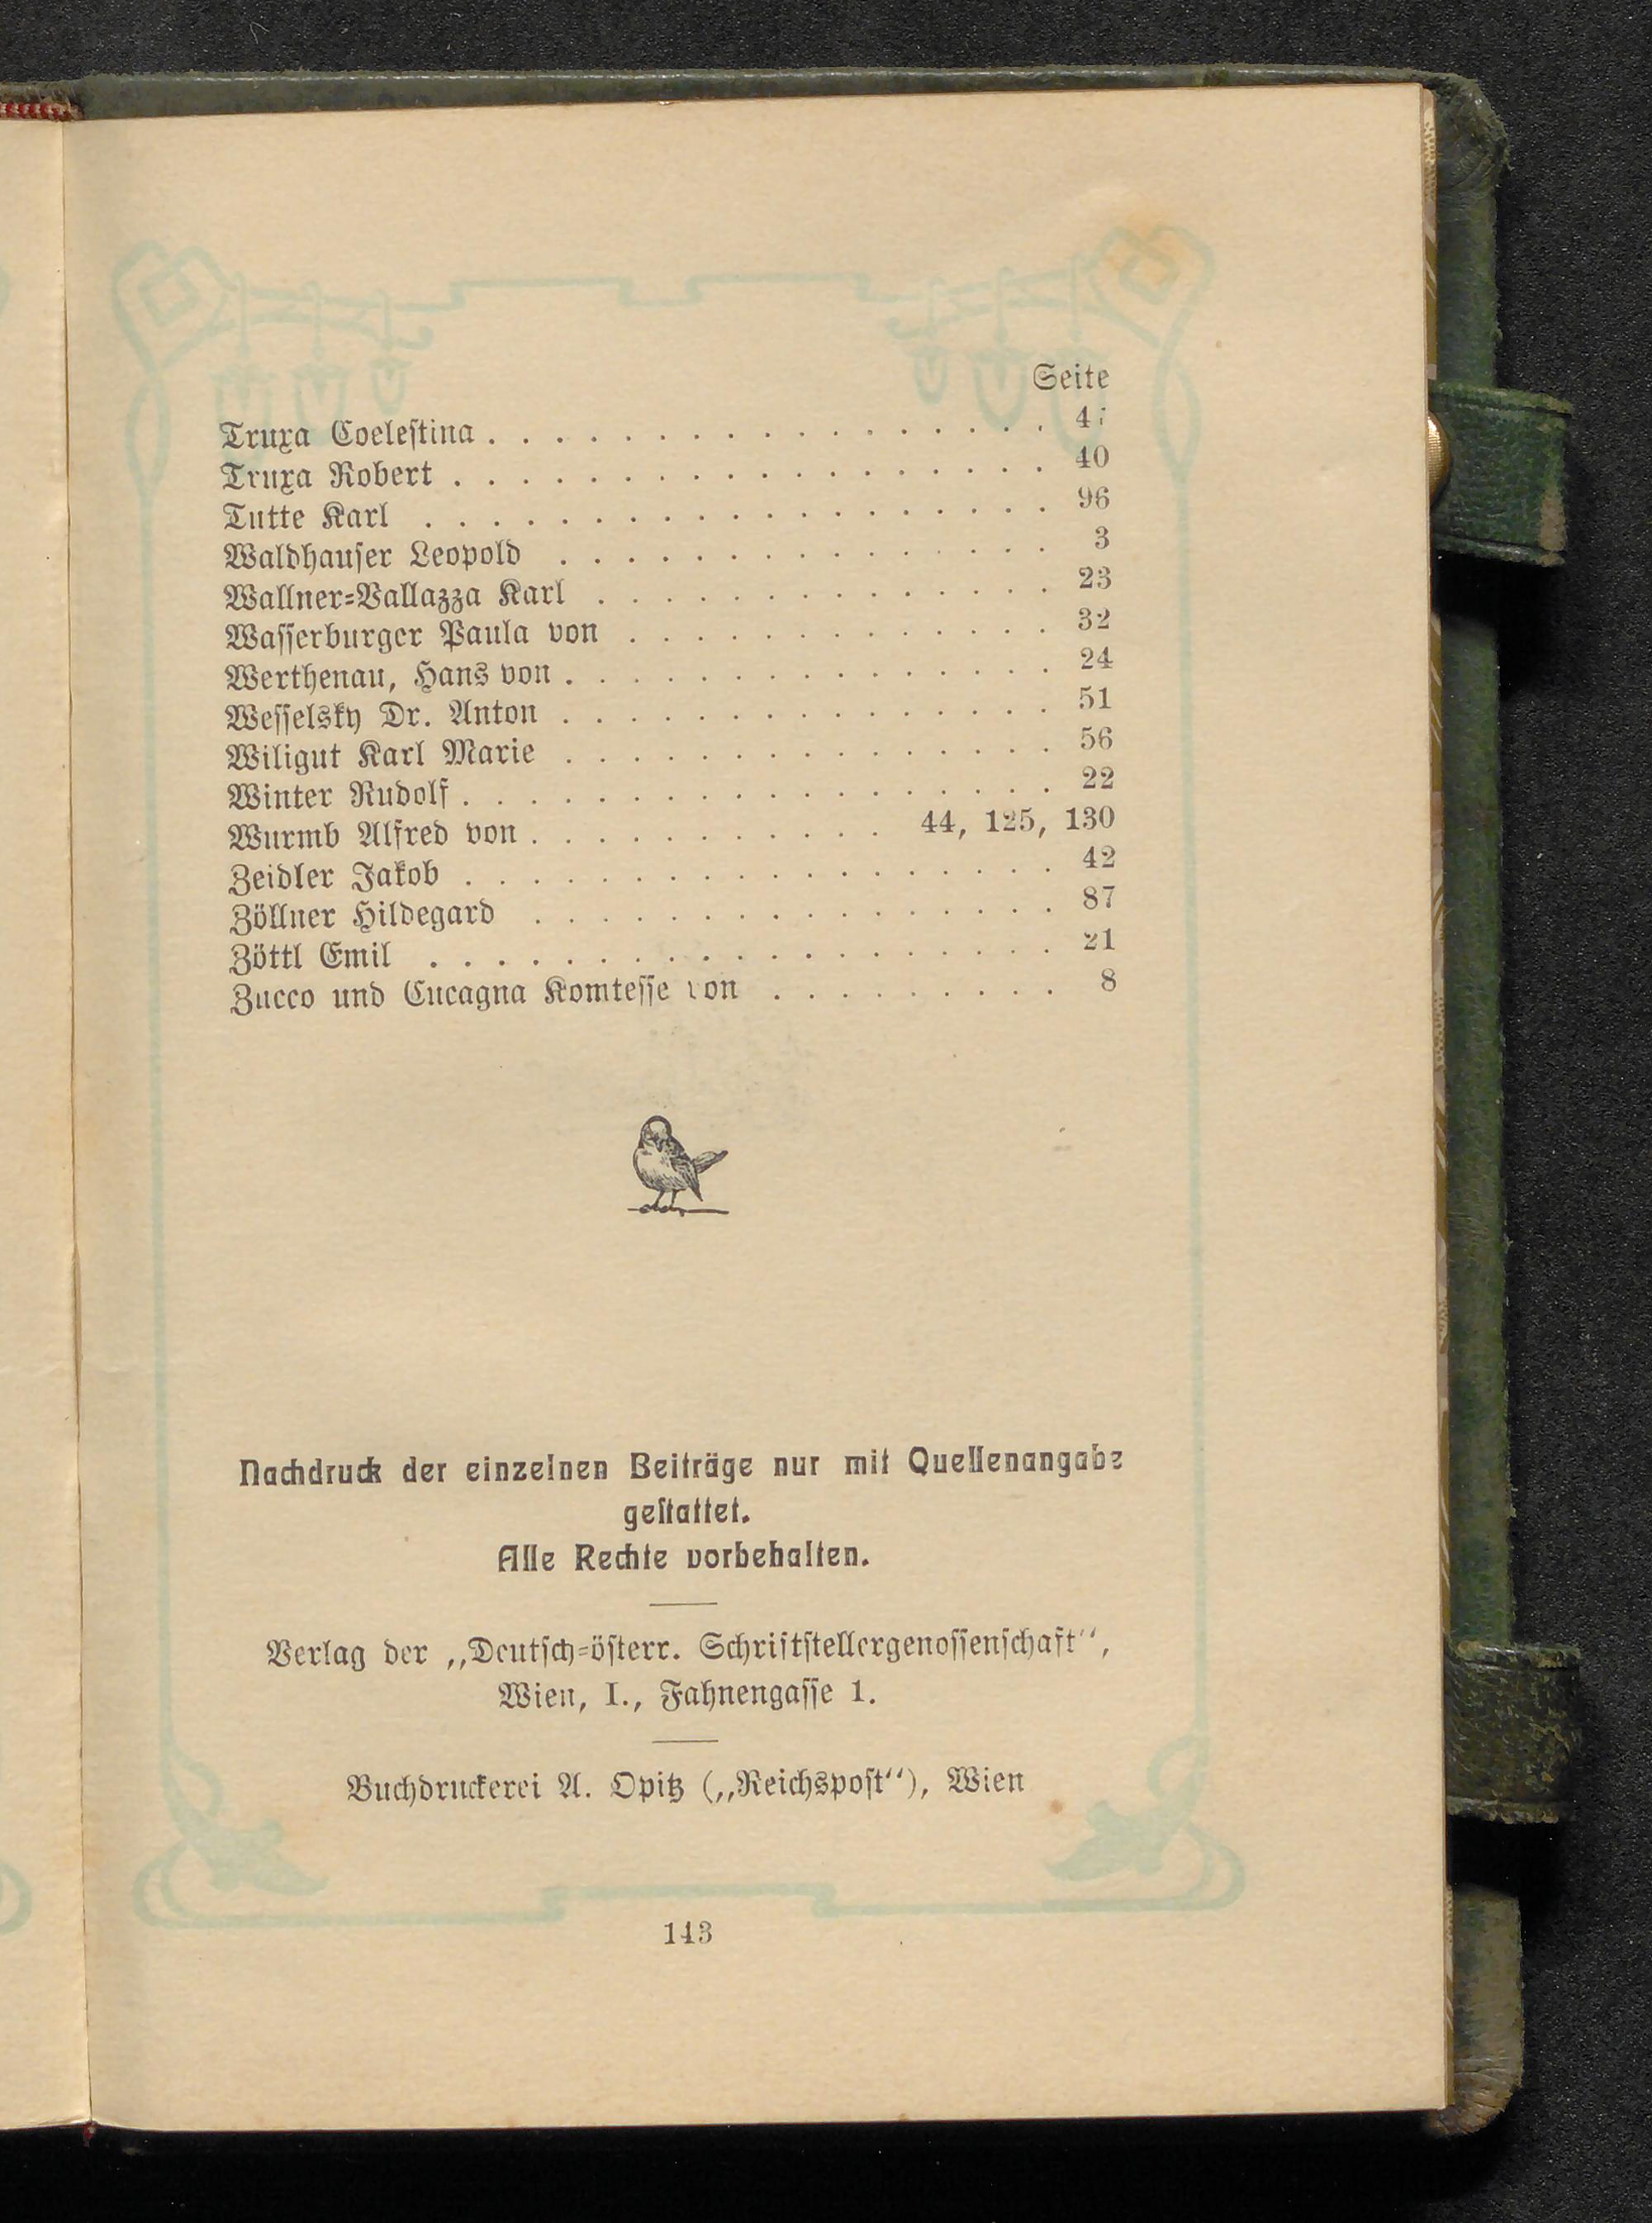 Seite
Truxa Coelestina . . . . . . . . . . . . . . . . .
Truxa Robert . . . . . . . . . . . . . . . . . . 40
Tutte Karl . . . . . . . . . . . . . . . . . . . 96
Waldhauser Leopold . . . . . . . . . . . . . . . 3
Wallner-Vallazza Karl . . . . . . . . . . . . . . 23
Wasserburger Paula von . . . . . . . . . . . . . 32
Werthenau, Hans von . . . . . . . . . . . . . . . 24
Wesselsky Dr. Anton . . . . . . . . . . . . . . . 51
Wiligut Karl Marie . . . . . . . . . . . . . . . 56
Winter Rudolf . . . . . . . . . . . . . . . . . . 22
Wurmb Alfred von . . . . . . . . . . . 44, 125, 130
Zeidler Jakob . . . . . . . . . . . . . . . . . . 42
Zöllner Hildegard . . . . . . . . . . . . . . . . 87
Zöttl Emil . . . . . . . . . . . . . . . . . . . 21
Zucco und Cucagna Komtesse von . . . . . . . . . 8
Nachdruck der einzelnen Beiträge nur mit Quellenangabe
gestattet.
Alle Rechte vorbehalten.
Verlag der „Deutsch-österr. Schriftstellergenossenschaft“,
Wien, I., Fahnengasse 1.
Buchdruckerei A. Opitz („Reichspost“), Wien
143